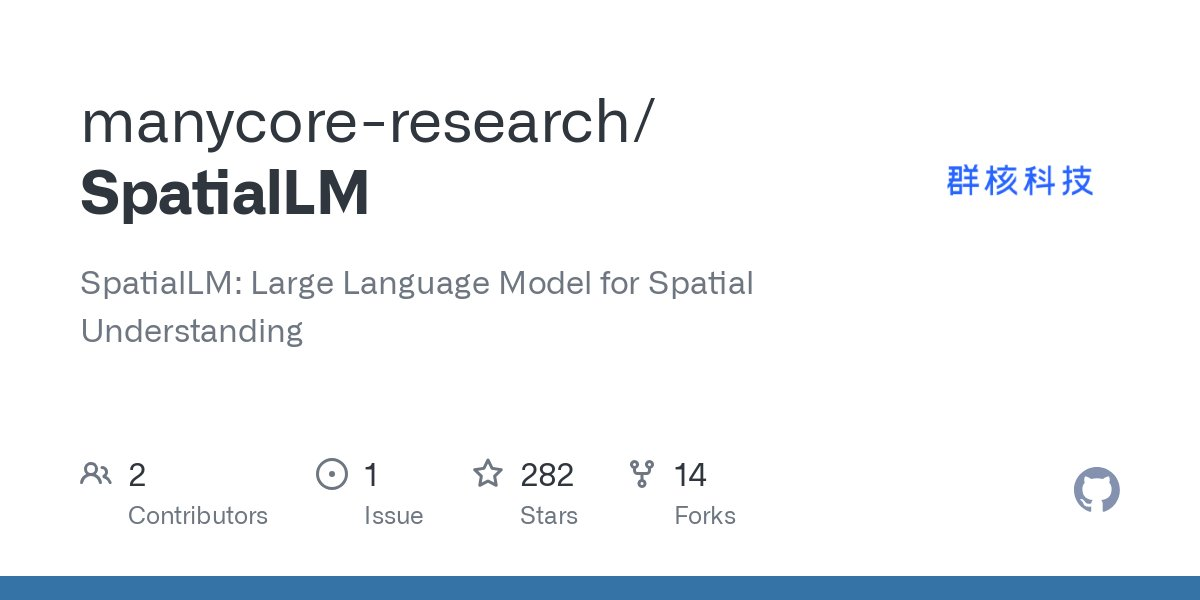 manycore-research/
SpatialLM
群核科技
SpatialLM: Large Language Model for Spatial
Understanding
2
Contributors
1
Issue
282
Stars
14
Forks